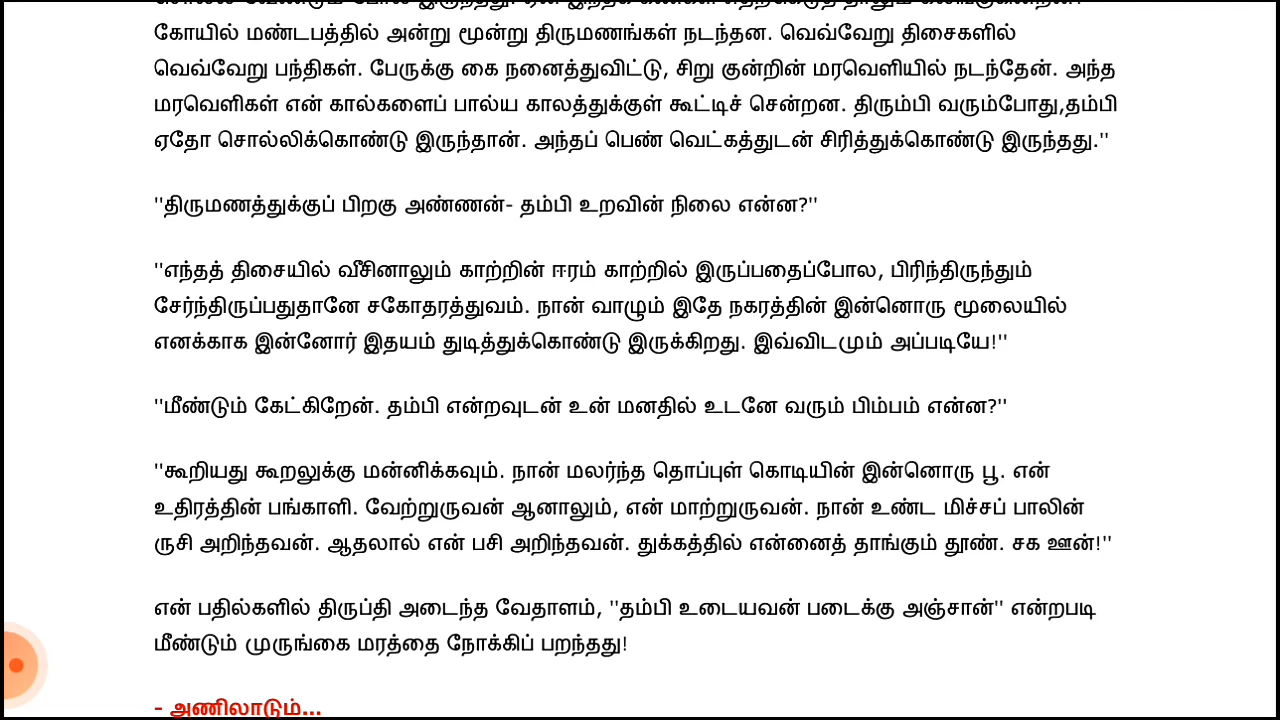 கோயில் மண்டபத்தில் அன்று மூன்று திருமணங்கள் நடந்தன. வெவ்வேறு திசைகளில்
வெவ்வேறு பந்திகள். பேருக்கு கை நனைத்துவிட்டு, சிறு குன்றின் மரவெளியில் நடந்தேன். அந்த
மரவெளிகள் என் கால்களைப் பால்ய காலத்துக்குள் கூட்டிச் சென்றன. திரும்பி வரும்போது,தம்பி
ஏதோ சொல்லிக்கொண்டு இருந்தான். அந்தப் பெண் வெட்கத்துடன் சிரித்துக்கொண்டு இருந்தது.''
''திருமணத்துக்குப் பிறகு அண்ணன்- தம்பி உறவின் நிலை என்ன?''
''எந்தத் திசையில் வீசினாலும் காற்றின் ஈரம் காற்றில் இருப்பதைப்போல, பிரிந்திருந்தும்
சேர்ந்திருப்பதுதானே சகோதரத்துவம். நான் வாழும் இதே நகரத்தின் இன்னொரு மூலையில்
எனக்காக இன்னோர் இதயம் துடித்துக்கொண்டு இருக்கிறது. இவ்விடமும் அப்படியே!''
''மீண்டும் கேட்கிறேன். தம்பி என்றவுடன் உன் மனதில் உடனே வரும் பிம்பம் என்ன?''
''கூறியது கூறலுக்கு மன்னிக்கவும். நான் மலர்ந்த தொப்புள் கொடியின் இன்னொரு பூ. என்
உதிரத்தின் பங்காளி. வேற்றுருவன் ஆனாலும், என் மாற்றுருவன். நான் உண்ட மிச்சப் பாலின்
ருசி அறிந்தவன். ஆதலால் என் பசி அறிந்தவன். துக்கத்தில் என்னைத் தாங்கும் தூண். சக ஊன்!''
என் பதில்களில் திருப்தி அடைந்த வேதாளம், ''தம்பி உடையவன் படைக்கு அஞ்சான்'' என்றபடி
மீண்டும் முருங்கை மரத்தை நோக்கிப் பறந்தது!
- அணிலாடும்...